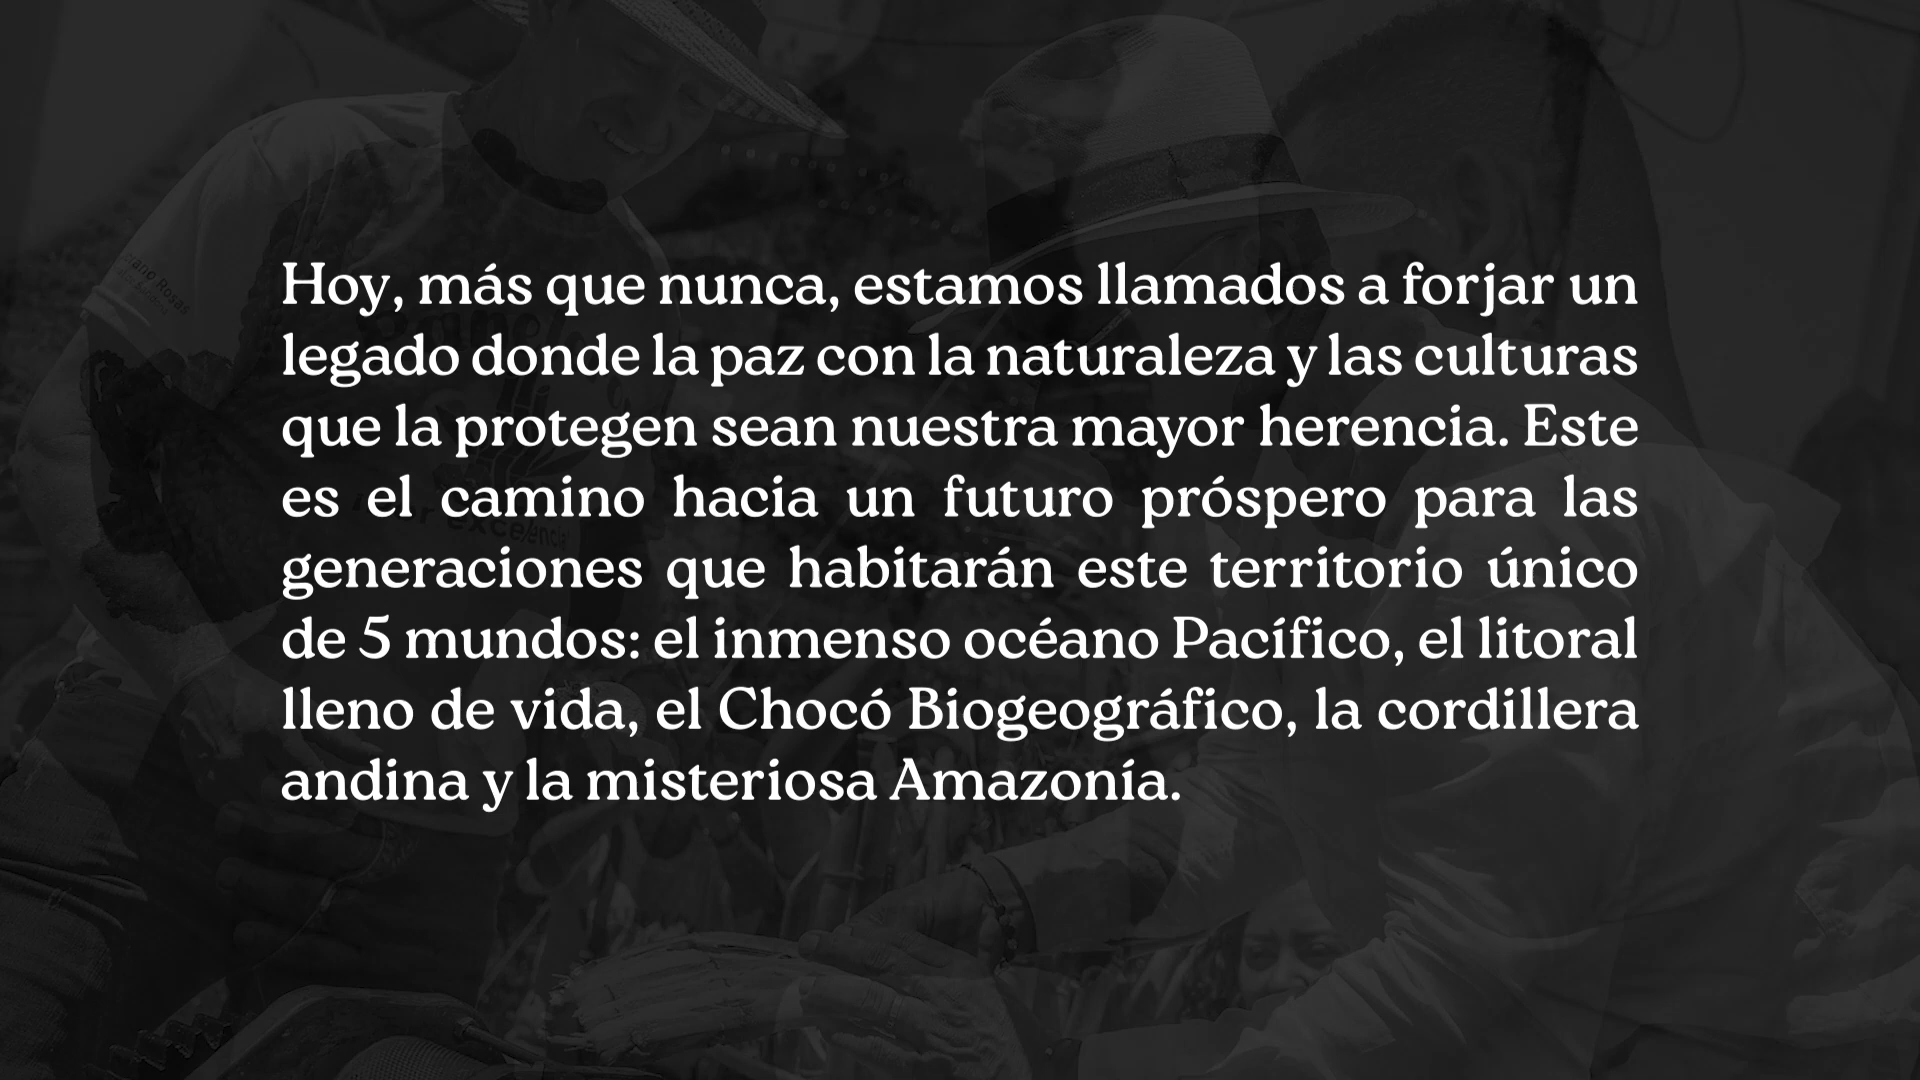 Hoy, más que nunca, estamos llamados a forjar un
legado donde la paz con la naturaleza y las culturas
que la protegen sean nuestra mayor herencia. Este
es el camino hacia un futuro próspero para las
generaciones que habitarán este territorio único
de 5 mundos: el inmenso océano Pacífico, el litoral
lleno de vida, el Chocó Biogeográfico, la cordillera
andina y la misteriosa Amazonía.